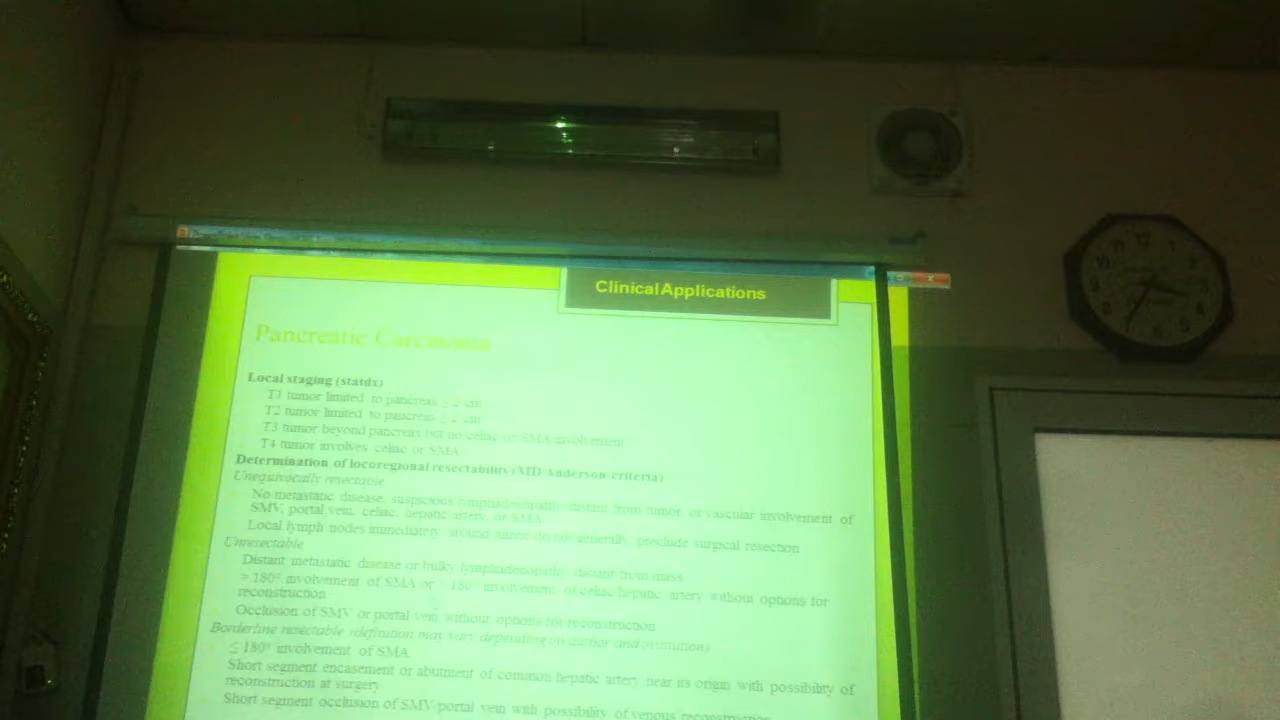 Clinical Applications
Pancreatic Carcinoma
Local staging (statdx)
T1 tumor limited to pancreas cm
T2 tumor limited to pancreas cm
T3 tumor beyond pancreas but no celiac or SMA involvement
T4 tumor involves celiac or SMA
Determination of locoregional resectability (MD Anderson criteria)
Unequivocally resectable
No metastatic disease, suspicious lymphadenopathy distant from tumor, or vascular involvement of
SMV, portal vein, celiac, hepatic artery, or SMA
Local lymph nodes immediately around tumor do not generally preclude surgical resection
Unresectable
Distant metastatic disease or bulky lymphadenopathy distant from mass
> 180° involvement of SMA or 180° involvement of celiac hepatic artery without options for
reconstruction
Occlusion of SMV or portal vein without options for reconstruction
Borderline resectable (definition may vary depending on author and institutions)
≤ 180° involvement of SMA
Short segment encasement or abutment of common hepatic artery near its origin with possibility of
reconstruction at surgery
Short segment occlusion of SMV portal vein with possibility of venous reconstruction